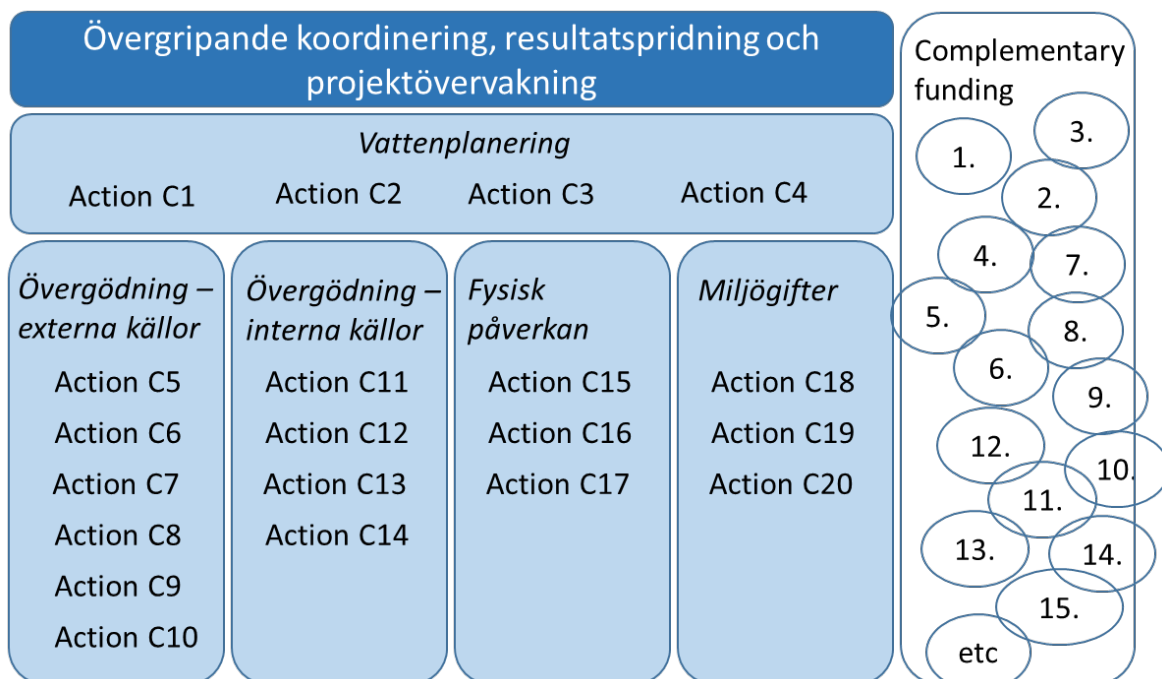 Övergripande koordinering, resultatspridning och
projektövervakning
Vattenplanering
Action C1
Action C2
Action C3
Action C4
Övergödning –
externa källor
Action C5
Action C6
Action C7
Action C8
Action C9
Action C10
Övergödning –
interna källor
Action C11
Action C12
Action C13
Action C14
Fysisk
påverkan
Action C15
Action C16
Action C17
Miljögifter
Action C18
Action C19
Action C20
Complementary
funding
1.
3.
2.
4.
7.
5.
8.
6.
9.
12.
10.
11.
13.
14.
15.
etc